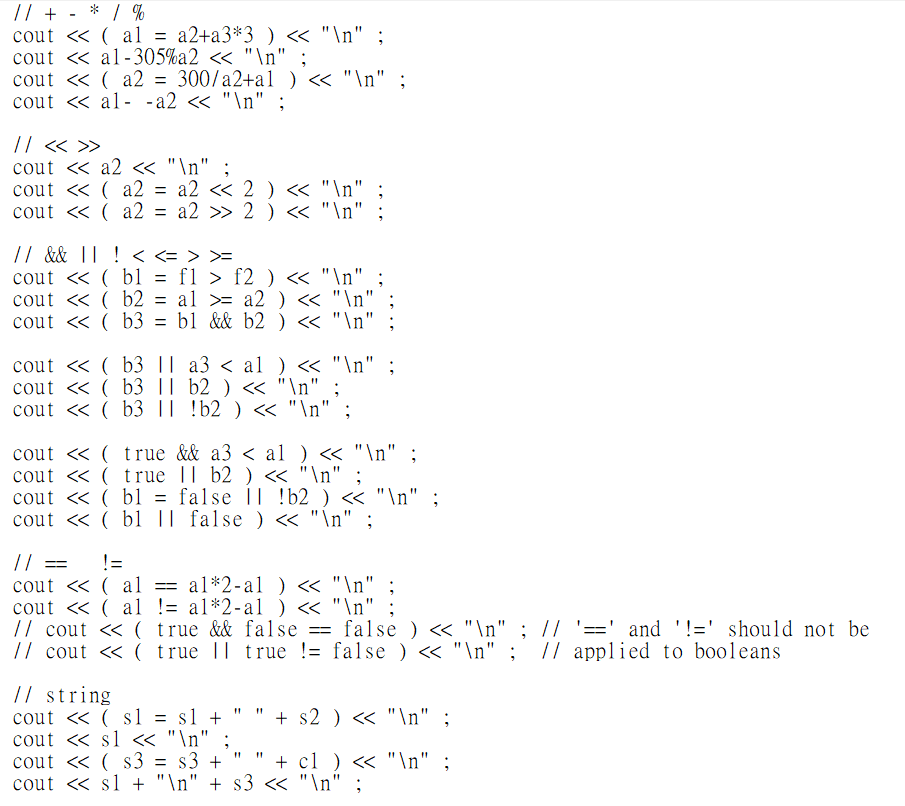 // + - * / %
cout << ( a1 = a2+a3*3 ) << "\n" ;
cout << a1-305%a2 << "\n" ;
cout << ( a2 = 300/a2+a1 ) << "\n" ;
cout << a1- -a2 << "\n" ;
// << >>
cout << a2 << "\n" ;
cout << ( a2 = a2 << 2 ) << "\n" ;
cout << ( a2 = a2 >> 2 ) << "\n" ;
// && || ! < <= > >=
cout << ( b1 = f1 > f2 ) << "\n" ;
cout << ( b2 = a1 >= a2 ) << "\n" ;
cout << ( b3 = b1 && b2 ) << "\n" ;
cout << ( b3 || a3 < a1 ) << "\n" ;
cout << ( b3 || b2 ) << "\n" ;
cout << ( b3 || !b2 ) << "\n" ;
cout << ( true && a3 < a1 ) << "\n" ;
cout << ( true || b2 ) << "\n" ;
cout << ( b1 = false || !b2 ) << "\n" ;
cout << ( b1 || false ) << "\n" ;
// ==   !=
cout << ( a1 == a1*2-a1 ) << "\n" ;
cout << ( a1 != a1*2-a1 ) << "\n" ;
// cout << ( true && false == false ) << "\n" ; // '==' and '!=' should not be
// cout << ( true || true != false ) << "\n" ;  // applied to booleans
// string
cout << ( s1 = s1 + " " + s2 ) << "\n" ;
cout << s1 << "\n" ;
cout << ( s3 = s3 + " " + c1 ) << "\n" ;
cout << s1 + "\n" + s3 << "\n" ;